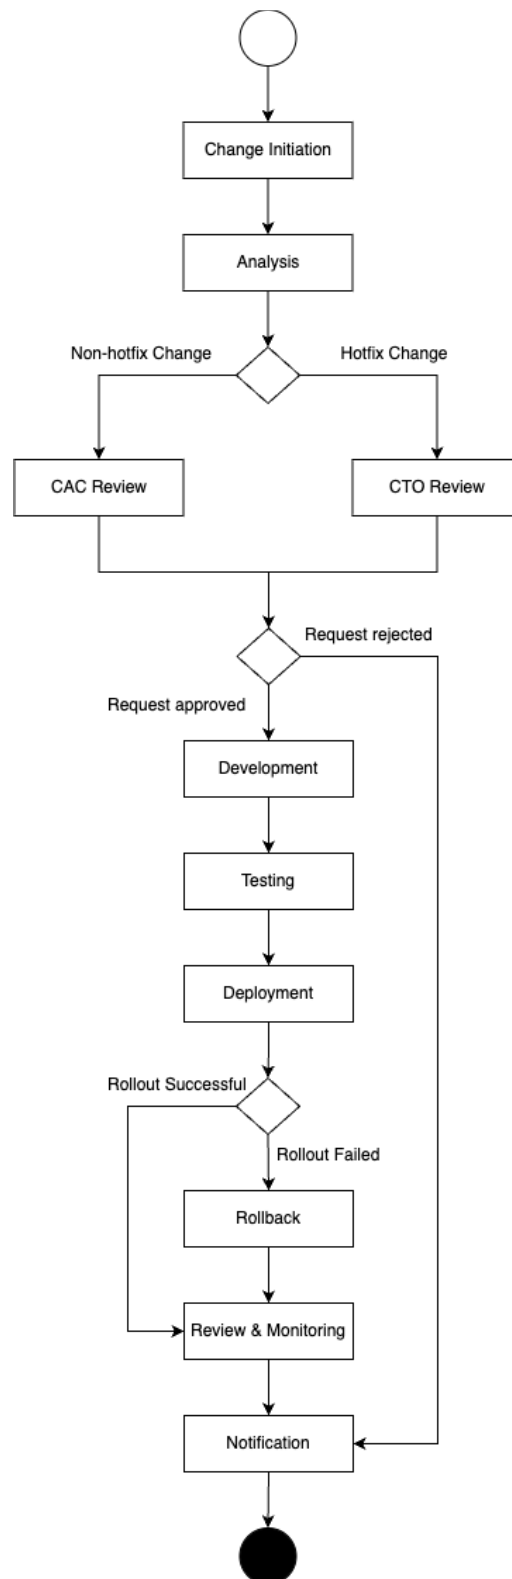 Change Initiation
Analysis
Non-hotfix Change
Hotfix Change
CAC Review
CTO Review
Request rejected
Request approved
Development
Testing
Deployment
Rollout Successful
Rollout Failed
Rollback
Review & Monitoring
Notification